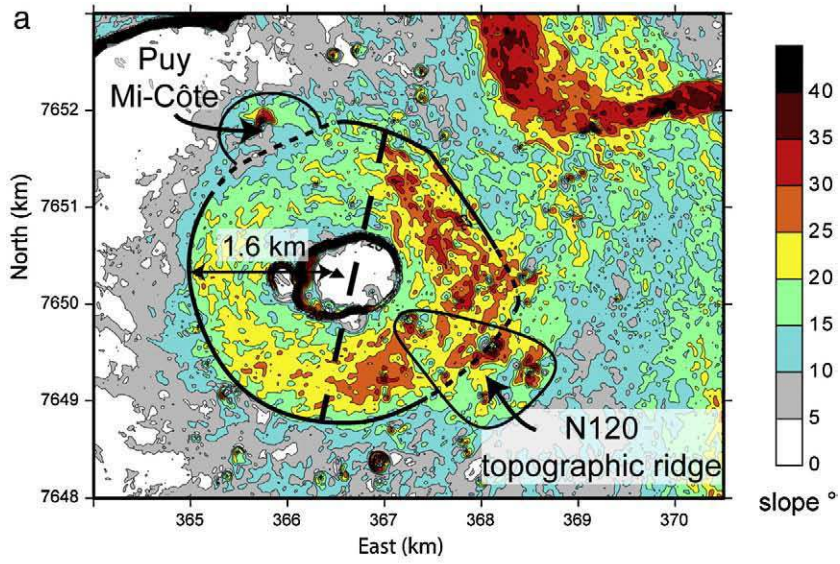 a
Puy
Mi-Côte
1.6 km
N120
topographic ridge
7652
7651
7650
7649
7648
North (km)
365
366
367
368
369
370
East (km)
40
35
30
25
20
15
10
5
0
slope °